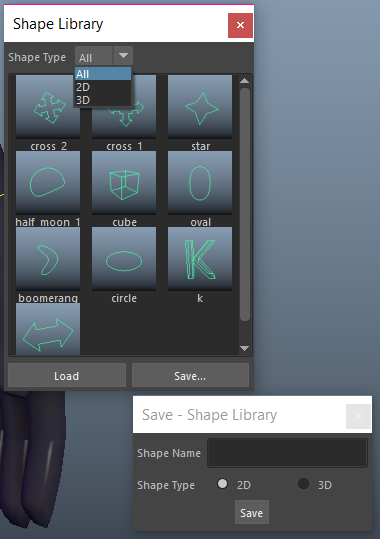 Shape Library
Shape Type All
All
2D
3D
cross_2 cross_1 star
half_moon_1 cube oval
boomerang circle k
Load Save...
Save - Shape Library
Shape Name
Shape Type 2D 3D
Save